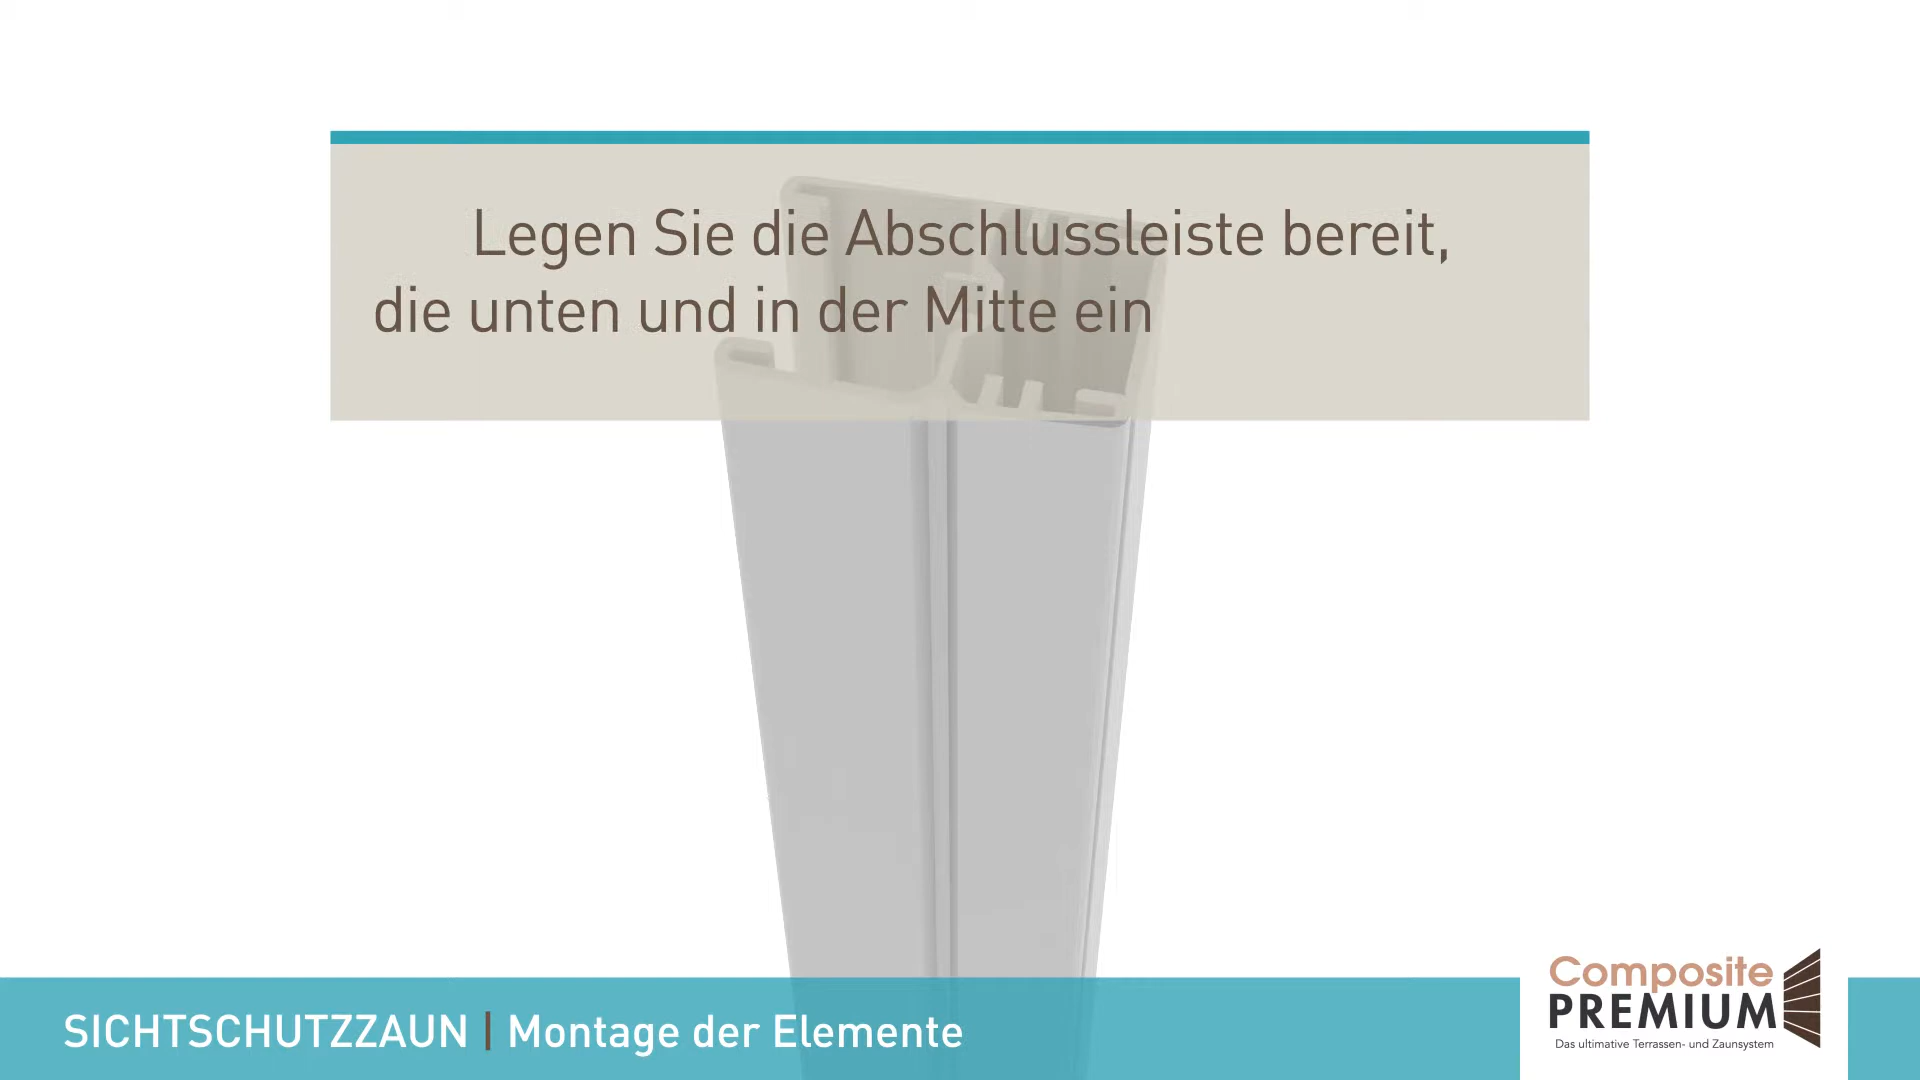 Legen Sie die Abschlussleiste bereit,
die unten und in der Mitte ein
SICHTSCHUTZZAUN | Montage der Elemente
Composite
PREMIUM
Das ultimative Terrassen- und Zaunsystem